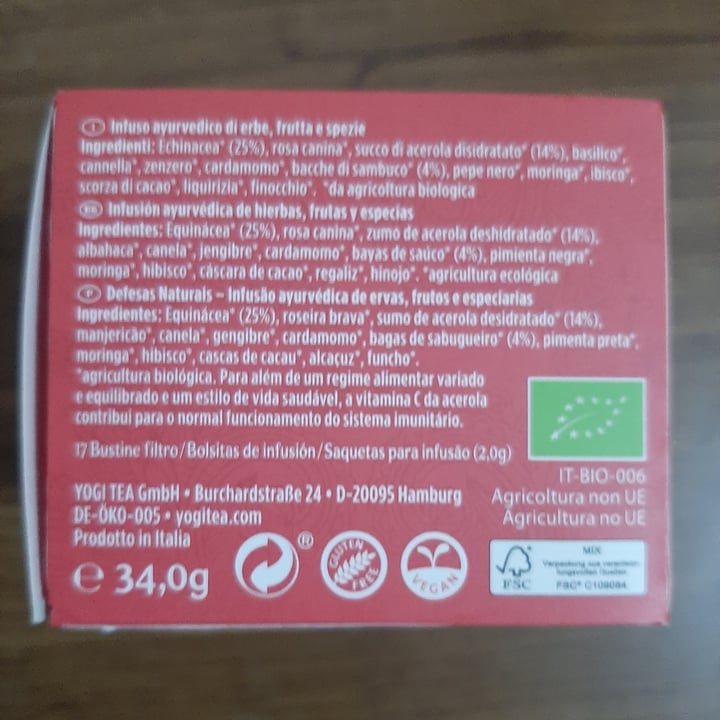 I Infuso ayurvedico di erbe, frutta e spezie
Ingredienti: Echinacea* (25%), rosa canina*, succo di acerola disidratato* (14%), basilico*,
cannella*, zenzero*, cardamomo*, bacche di sambuco* (4%), pepe nero*, moringa*, ibisco*,
scorza di cacao*, liquirizia*, finocchio*. *da agricoltura biologica
Infusión ayurvédica de hierbas, frutas y especias
Ingredientes: Equinácea* (25%), rosa canina*, zumo de acerola deshidratado* (14%),
albahaca*, canela*, jengibre*, cardamomo*, bayas de saúco* (4%), pimienta negra*,
moringa*, hibisco*, cáscara de cacao*, regaliz*, hinojo*. *agricultura ecológica
P Defesas Naturais – Infusão ayurvédica de ervas, frutos e especiarias
Ingredientes: Equinácea* (25%), roseira brava*, sumo de acerola desidratado* (14%),
manjericão*, canela*, gengibre*, cardamomo*, bagas de sabugueiro* (4%), pimenta preta*,
moringa*, hibisco*, cascas de cacau*, alcaçuz*, funcho*.
*agricultura biológica. Para além de um regime alimentar variado
e equilibrado e um estilo de vida saudável, a vitamina C da acerola
contribui para o normal funcionamento do sistema imunitário.
17 Bustine filtro/Bolsitas de infusión/Saquetas para infusão (2,0g)
IT-BIO-006
Agricoltura non UE
Agricultura no UE
YOGI TEA GmbH • Burchardstraße 24 • D-20095 Hamburg
DE-ÖKO-005 • yogitea.com
Prodotto in Italia
e 34,0g
®
GLUTEN FREE
VEGAN
FSC
MIX
Verpackung aus verantwor-
tungsvollen Quellen
FSC® C109084